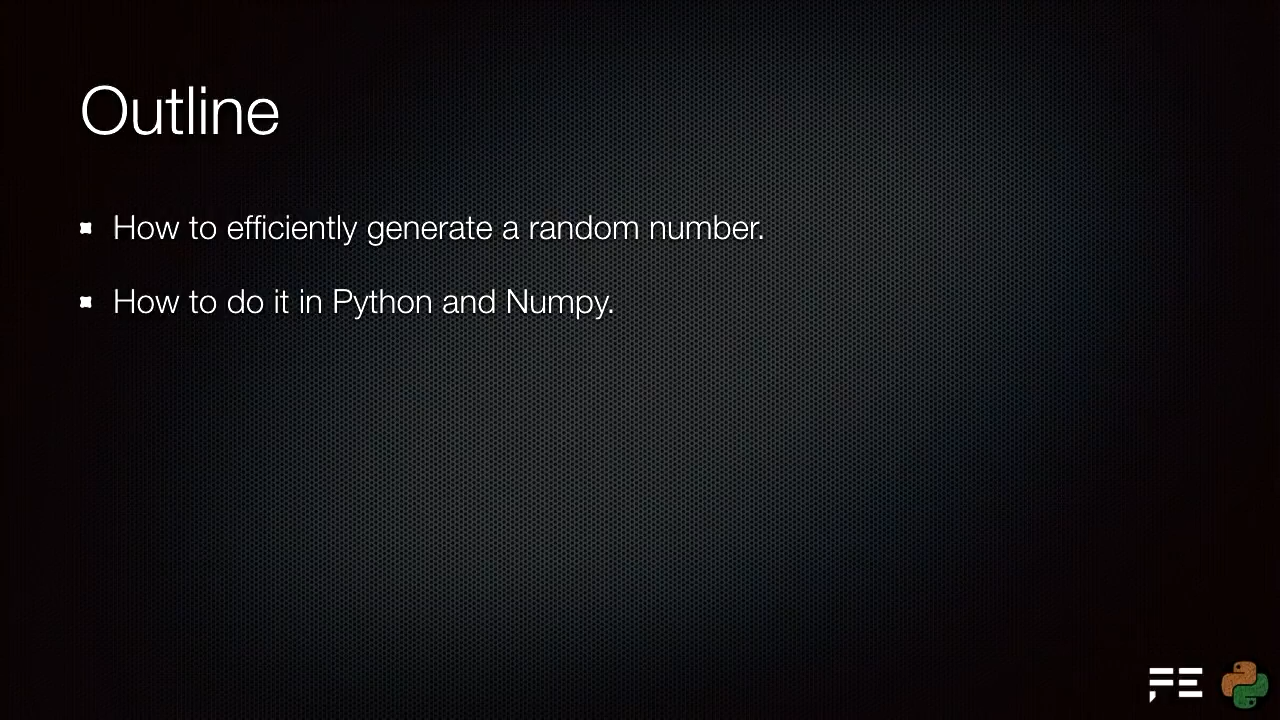 Outline
How to efficiently generate a random number.
How to do it in Python and Numpy.
FE